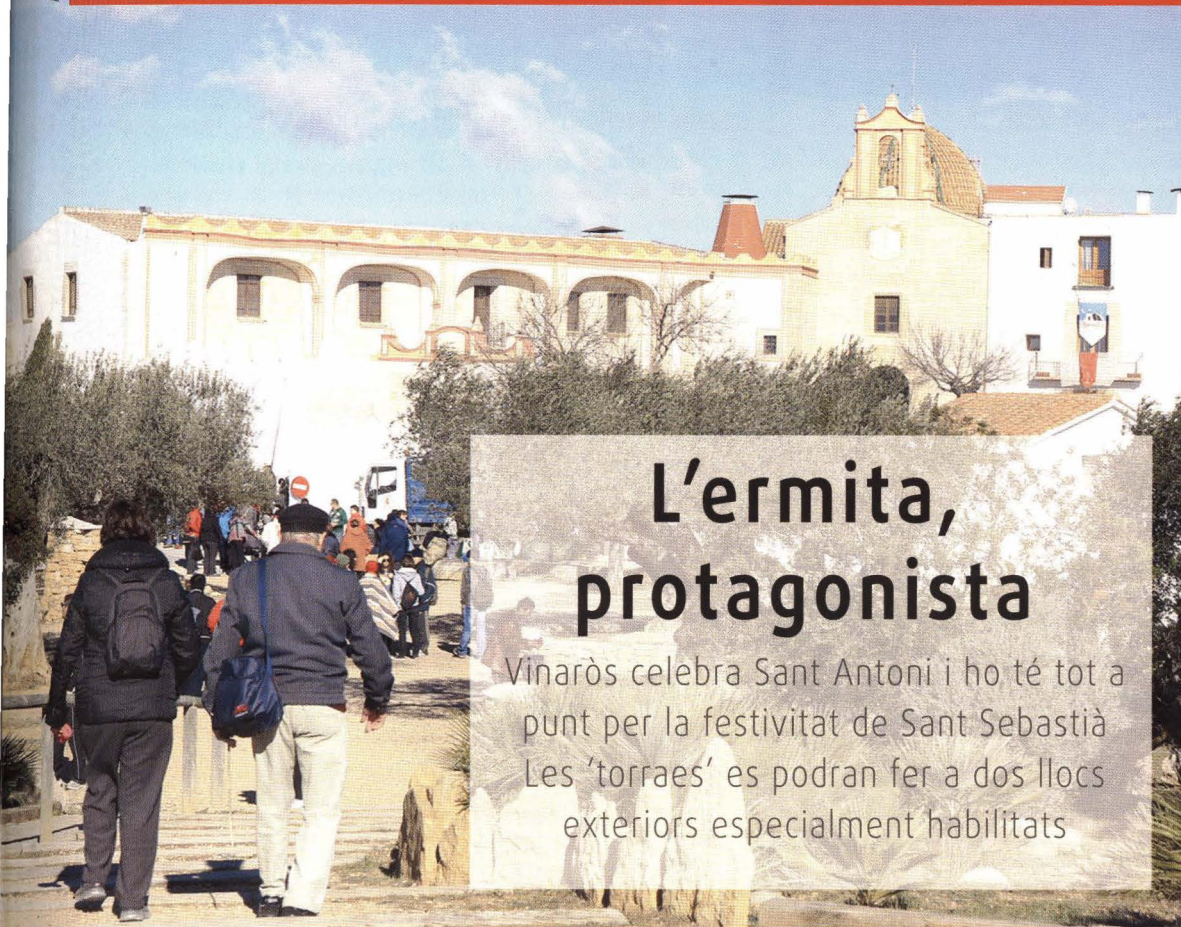 L'ermita,
protagonista
Vinaròs celebra Sant Antoni i ho té tot a
punt per la festivitat de Sant Sebastià
Les 'torraes' es podran fer a dos llocs
exteriors especialment habilitats